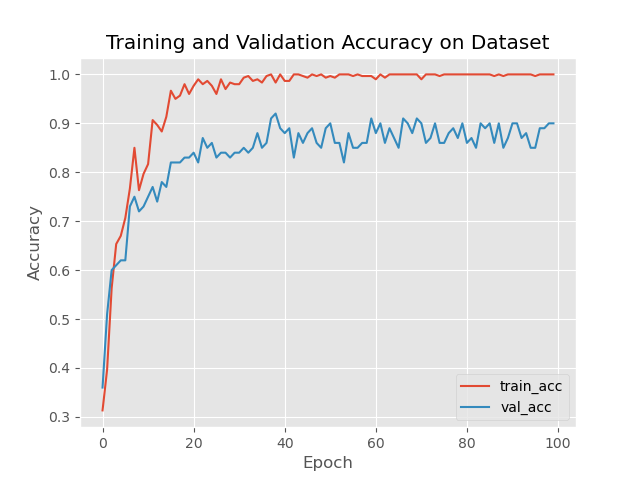 Training and Validation Accuracy on Dataset
1.0
0.9
0.8
0.7
0.6
0.5
0.4
0.3
Accuracy
0 20 40 60 80 100
Epoch
train_acc
val_acc